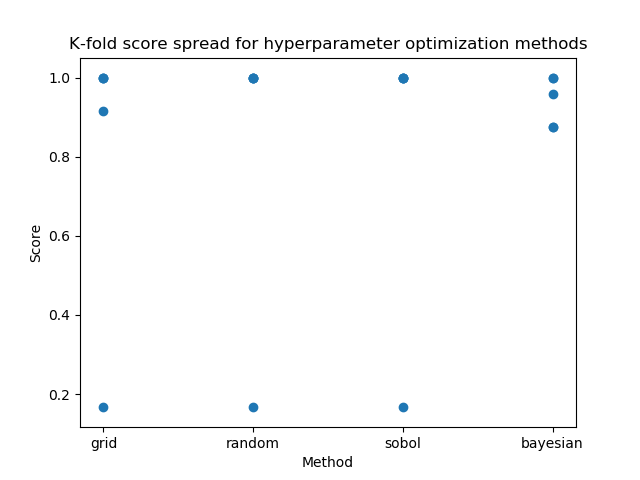 K-fold score spread for hyperparameter optimization methods
1.0
0.8
0.6
0.4
0.2
Score
grid random sobol bayesian
Method